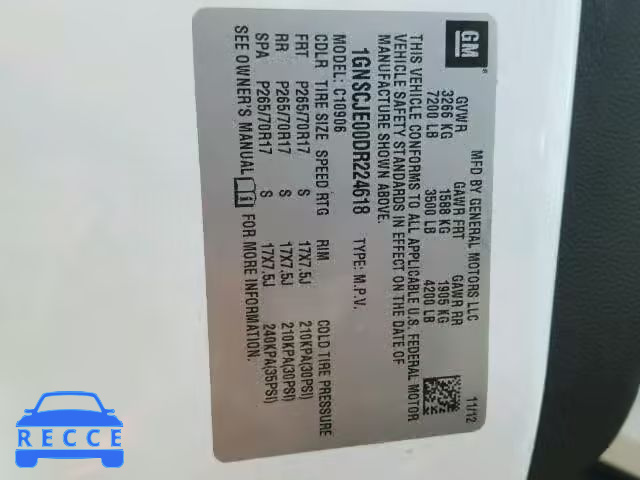 GM
MFD BY GENERAL MOTORS LLC
11/12
GVWR GAWR FRT GAWR RR
3266 KG 1588 KG 1905 KG
7200 LB 3500 LB 4200 LB
THIS VEHICLE CONFORMS TO ALL APPLICABLE U.S. FEDERAL MOTOR
VEHICLE SAFETY STANDARDS IN EFFECT ON THE DATE OF
MANUFACTURE SHOWN ABOVE.
1GNSCJE00DR224618 TYPE: M.P.V.
MODEL: C10906
CDLR TIRE SIZE SPEED RTG RIM COLD TIRE PRESSURE
FRT P265/70R17 S 17X7.5J 210KPA(30PSI)
RR P265/70R17 S 17X7.5J 210KPA(30PSI)
SPA P265/70R17 S 17X7.5J 240KPA(35PSI)
SEE OWNER'S MANUAL FOR MORE INFORMATION.
RECCE